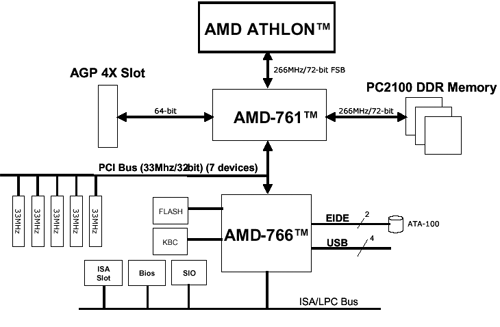 AMD ATHLON™
266MHz/72-bit FSB
AGP 4X Slot
PC2100 DDR Memory
64-bit
AMD-761™
266MHz/72-bit
PCI Bus (33Mhz/32bit) (7 devices)
33MHz
33MHz
33MHz
33MHz
33MHz
FLASH
KBC
AMD-766™
EIDE
2
ATA-100
USB
4
ISA
Slot
Bios
SIO
ISA/LPC Bus